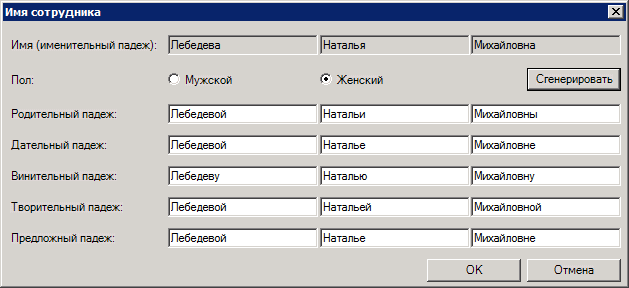 Имя сотрудника
Имя (именительный падеж): Лебедева Наталья Михайловна
Пол: Мужской Женский Сгенерировать
Родительный падеж: Лебедевой Натальи Михайловны
Дательный падеж: Лебедевой Наталье Михайловне
Винительный падеж: Лебедеву Наталью Михайловну
Творительный падеж: Лебедевой Натальей Михайловной
Предложный падеж: Лебедевой Наталье Михайловне
OK Отмена